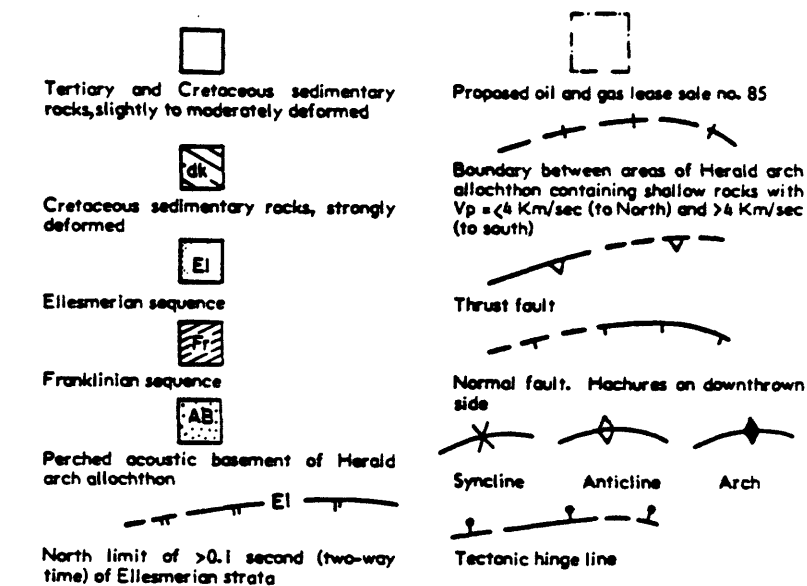 Tertiary and Cretaceous sedimentary
rocks, slightly to moderately deformed
dk
Cretaceous sedimentary rocks, strongly
deformed
El
Ellesmerian sequence
Fr
Franklinian sequence
AB
Perched acoustic basement of Herald
arch allochthon
El
North limit of >0.1 second (two-way
time) of Ellesmerian strata
Proposed oil and gas lease sale no. 85
Boundary between areas of Herald arch
allochthon containing shallow rocks with
Vp = <4 Km/sec (to North) and >4 Km/sec
(to south)
Thrust fault
Normal fault. Hachures on downthrown
side
Syncline Anticline Arch
Tectonic hinge line